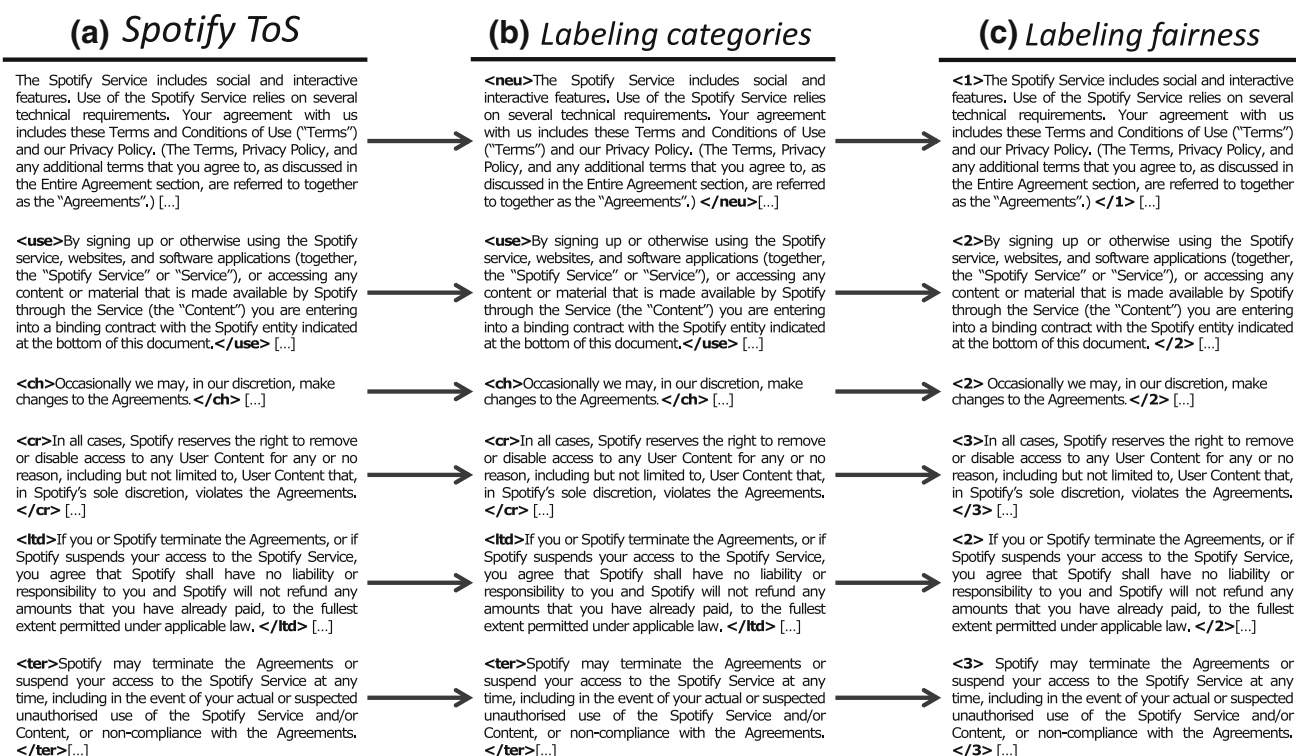 (a) Spotify ToS
The Spotify Service includes social and interactive
features. Use of the Spotify Service relies on several
technical requirements. Your agreement with us
includes these Terms and Conditions of Use (“Terms”)
and our Privacy Policy. (The Terms, Privacy Policy, and
any additional terms that you agree to, as discussed in
the Entire Agreement section, are referred to together
as the “Agreements”.) [...]
<use>By signing up or otherwise using the Spotify
service, websites, and software applications (together,
the “Spotify Service” or “Service”), or accessing any
content or material that is made available by Spotify
through the Service (the “Content”) you are entering
into a binding contract with the Spotify entity indicated
at the bottom of this document.</use> [...]
<ch>Occasionally we may, in our discretion, make
changes to the Agreements.</ch> [...]
<cr>In all cases, Spotify reserves the right to remove
or disable access to any User Content for any or no
reason, including but not limited to, User Content that,
in Spotify’s sole discretion, violates the Agreements.
</cr> [...]
<ltd>If you or Spotify terminate the Agreements, or if
Spotify suspends your access to the Spotify Service,
you agree that Spotify shall have no liability or
responsibility to you and Spotify will not refund any
amounts that you have already paid, to the fullest
extent permitted under applicable law. </ltd> [...]
<ter>Spotify may terminate the Agreements or
suspend your access to the Spotify Service at any
time, including in the event of your actual or suspected
unauthorised use of the Spotify Service and/or
Content, or non-compliance with the Agreements.
</ter>[...]
(b) Labeling categories
<neu>The Spotify Service includes social and
interactive features. Use of the Spotify Service relies
on several technical requirements. Your agreement
with us includes these Terms and Conditions of Use
(“Terms”) and our Privacy Policy. (The Terms, Privacy
Policy, and any additional terms that you agree to, as
discussed in the Entire Agreement section, are referred
to together as the “Agreements”.) </neu>[...]
<use>By signing up or otherwise using the Spotify
service, websites, and software applications (together,
the “Spotify Service” or “Service”), or accessing any
content or material that is made available by Spotify
through the Service (the “Content”) you are entering
into a binding contract with the Spotify entity indicated
at the bottom of this document.</use> [...]
<ch>Occasionally we may, in our discretion, make
changes to the Agreements.</ch> [...]
<cr>In all cases, Spotify reserves the right to remove
or disable access to any User Content for any or no
reason, including but not limited to, User Content that,
in Spotify’s sole discretion, violates the Agreements.
</cr> [...]
<ltd>If you or Spotify terminate the Agreements, or if
Spotify suspends your access to the Spotify Service,
you agree that Spotify shall have no liability or
responsibility to you and Spotify will not refund any
amounts that you have already paid, to the fullest
extent permitted under applicable law. </ltd> [...]
<ter>Spotify may terminate the Agreements or
suspend your access to the Spotify Service at any
time, including in the event of your actual or suspected
unauthorised use of the Spotify Service and/or
Content, or non-compliance with the Agreements.
</ter>[...]
(c) Labeling fairness
<1>The Spotify Service includes social and interactive
features. Use of the Spotify Service relies on several
technical requirements. Your agreement with us
includes these Terms and Conditions of Use (“Terms”)
and our Privacy Policy. (The Terms, Privacy Policy, and
any additional terms that you agree to, as discussed in
the Entire Agreement section, are referred to together
as the “Agreements”.) </1> [...]
<2>By signing up or otherwise using the Spotify
service, websites, and software applications (together,
the “Spotify Service” or “Service”), or accessing any
content or material that is made available by Spotify
through the Service (the “Content”) you are entering
into a binding contract with the Spotify entity indicated
at the bottom of this document. </2> [...]
<2> Occasionally we may, in our discretion, make
changes to the Agreements.</2> [...]
<3>In all cases, Spotify reserves the right to remove
or disable access to any User Content for any or no
reason, including but not limited to, User Content that,
in Spotify’s sole discretion, violates the Agreements.
</3> [...]
<2> If you or Spotify terminate the Agreements, or if
Spotify suspends your access to the Spotify Service,
you agree that Spotify shall have no liability or
responsibility to you and Spotify will not refund any
amounts that you have already paid, to the fullest
extent permitted under applicable law. </2>[...]
<3> Spotify may terminate the Agreements or
suspend your access to the Spotify Service at any
time, including in the event of your actual or suspected
unauthorised use of the Spotify Service and/or
Content, or non-compliance with the Agreements.
</3> [...]